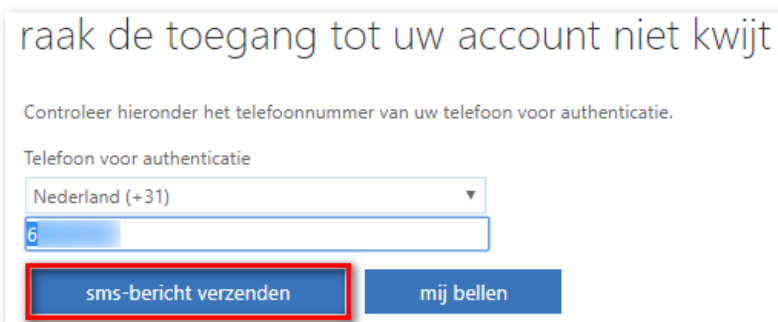 raak de toegang tot uw account niet kwijt
Controleer hieronder het telefoonnummer van uw telefoon voor authenticatie.
Telefoon voor authenticatie
Nederland (+31)
6
sms-bericht verzenden
mij bellen